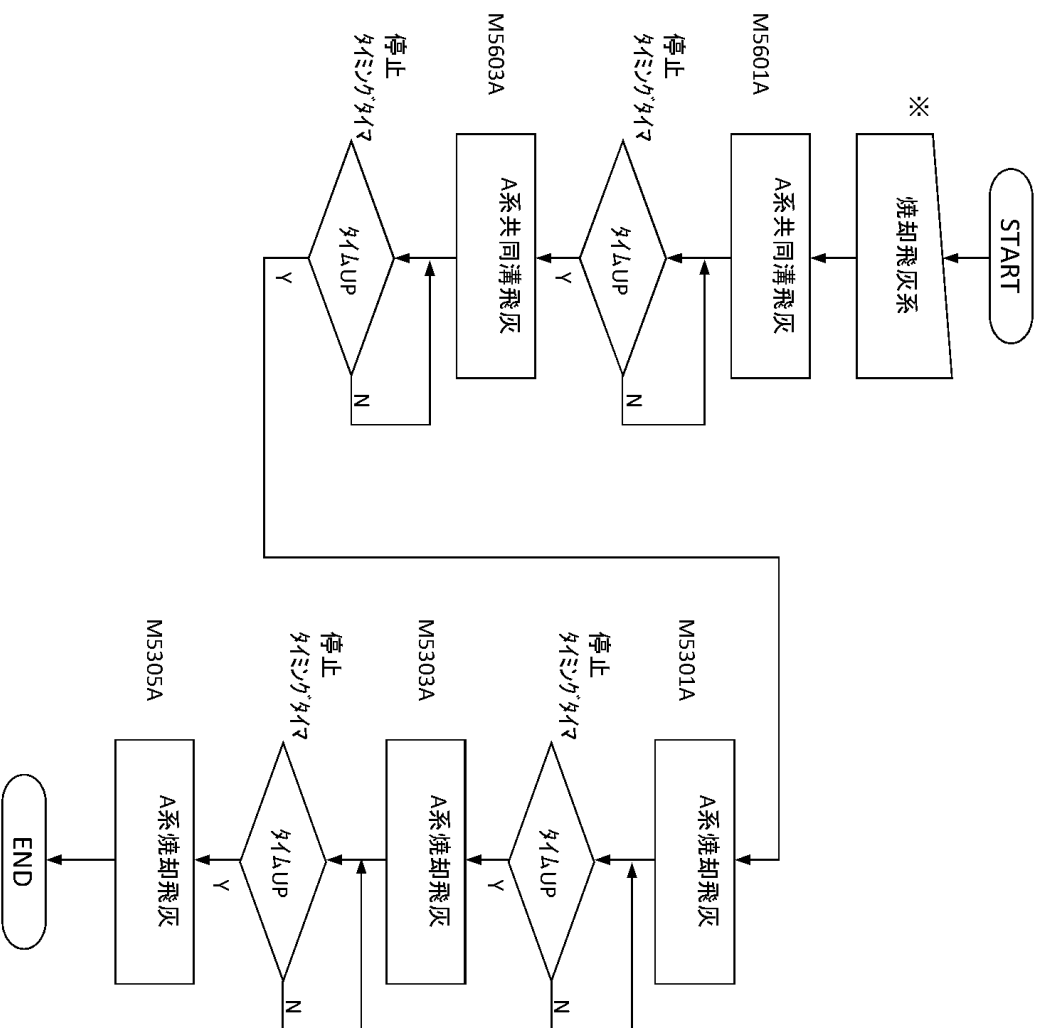 START
※
焼却飛灰系
M5601A
A系共同溝飛灰
停止
ﾀｲﾐﾝｸﾞﾀｲﾏ
ﾀｲﾑUP
N
Y
M5603A
A系共同溝飛灰
停止
ﾀｲﾐﾝｸﾞﾀｲﾏ
ﾀｲﾑUP
N
Y
M5301A
A系焼却飛灰
停止
ﾀｲﾐﾝｸﾞﾀｲﾏ
ﾀｲﾑUP
N
Y
M5303A
A系焼却飛灰
停止
ﾀｲﾐﾝｸﾞﾀｲﾏ
ﾀｲﾑUP
N
Y
M5305A
A系焼却飛灰
END